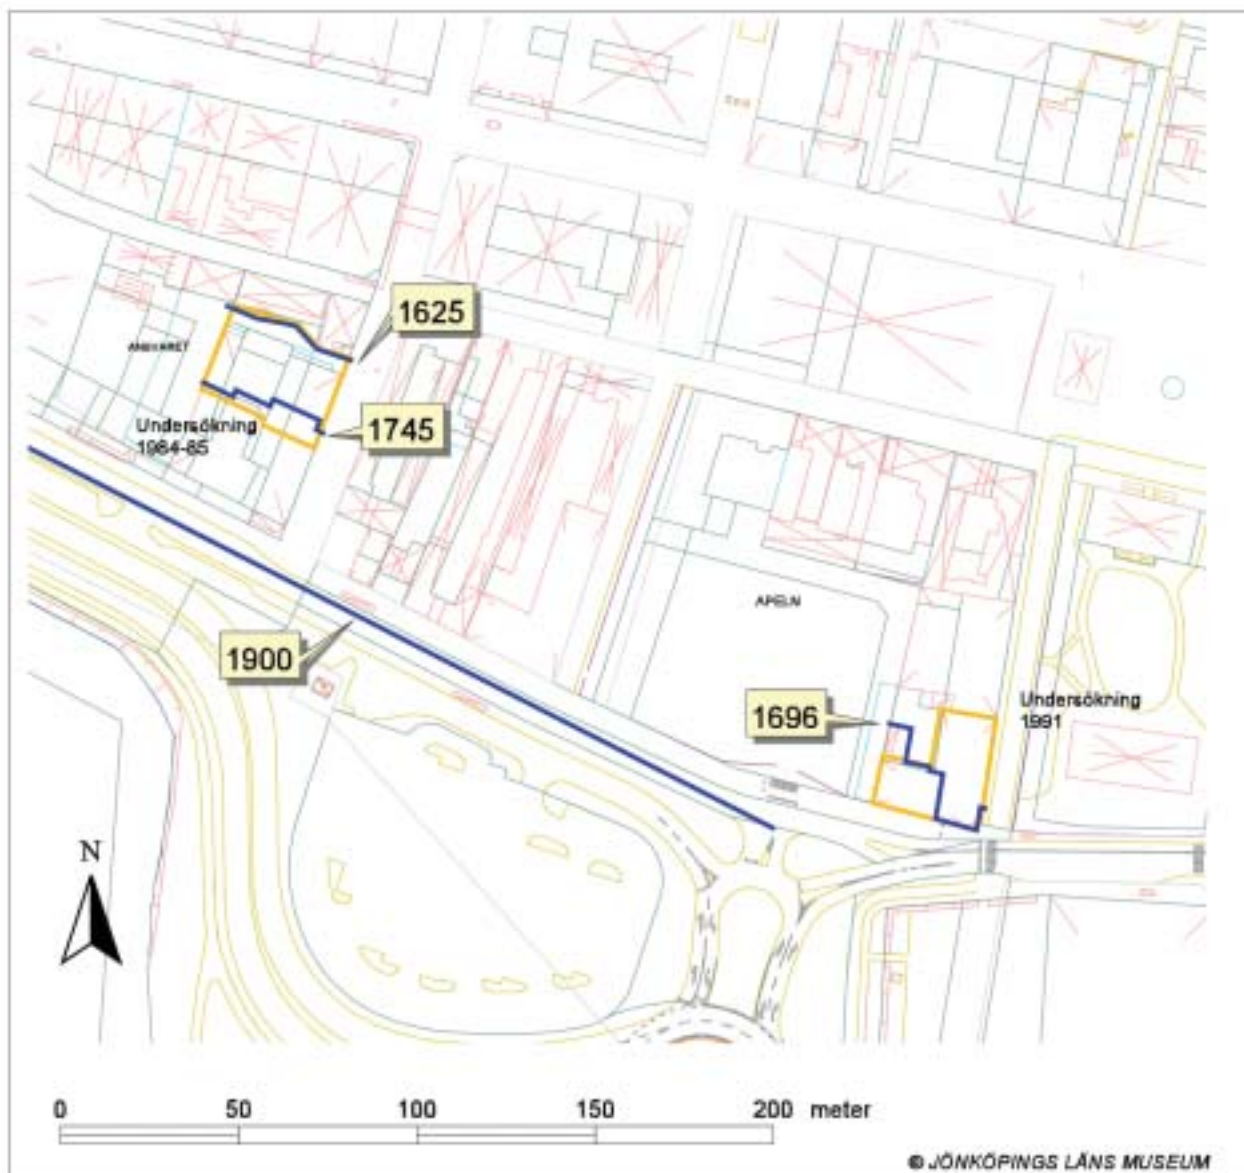 1625
ANSVARET
1745
Undersökning
1984-85
1900
APELN
1696
Undersökning
1991
N
0 50 100 150 200 meter
© JÖNKÖPINGS LÄNS MUSEUM